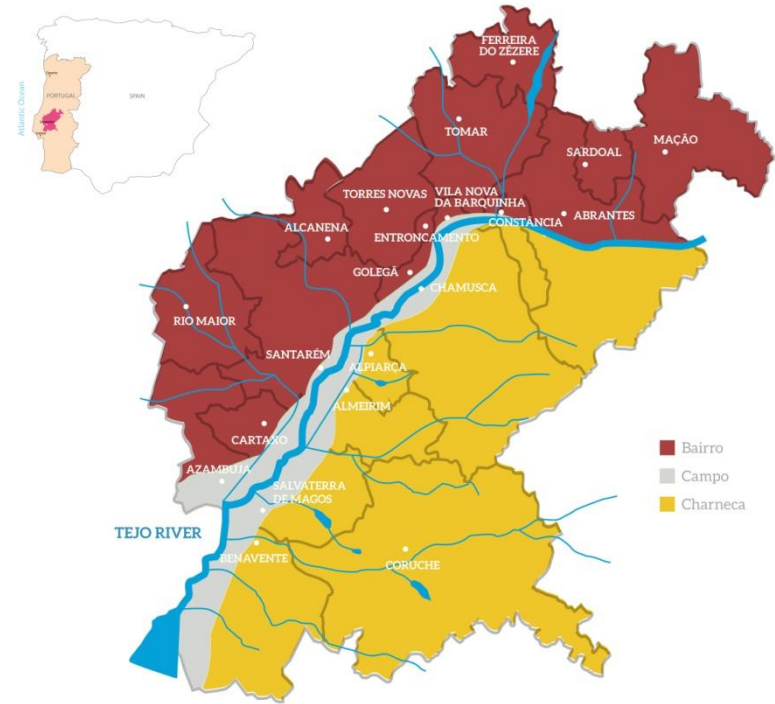 Atlantic Ocean
PORTUGAL
SPAIN
FERREIRA
DO ZÊZERE
TOMAR
SARDOAL
MAÇÃO
TORRES NOVAS
VILA NOVA
DA BARQUINHA
CONSTÂNCIA
ABRANTES
ALCANENA
ENTRONCAMENTO
GOLEGÃ
CHAMUSCA
RIO MAIOR
SANTARÉM
ALPIARÇA
ALMEIRIM
CARTAXO
AZAMBUJA
SALVATERRA
DE MAGOS
TEJO RIVER
BENAVENTE
CORUCHE
Bairro
Campo
Charneca